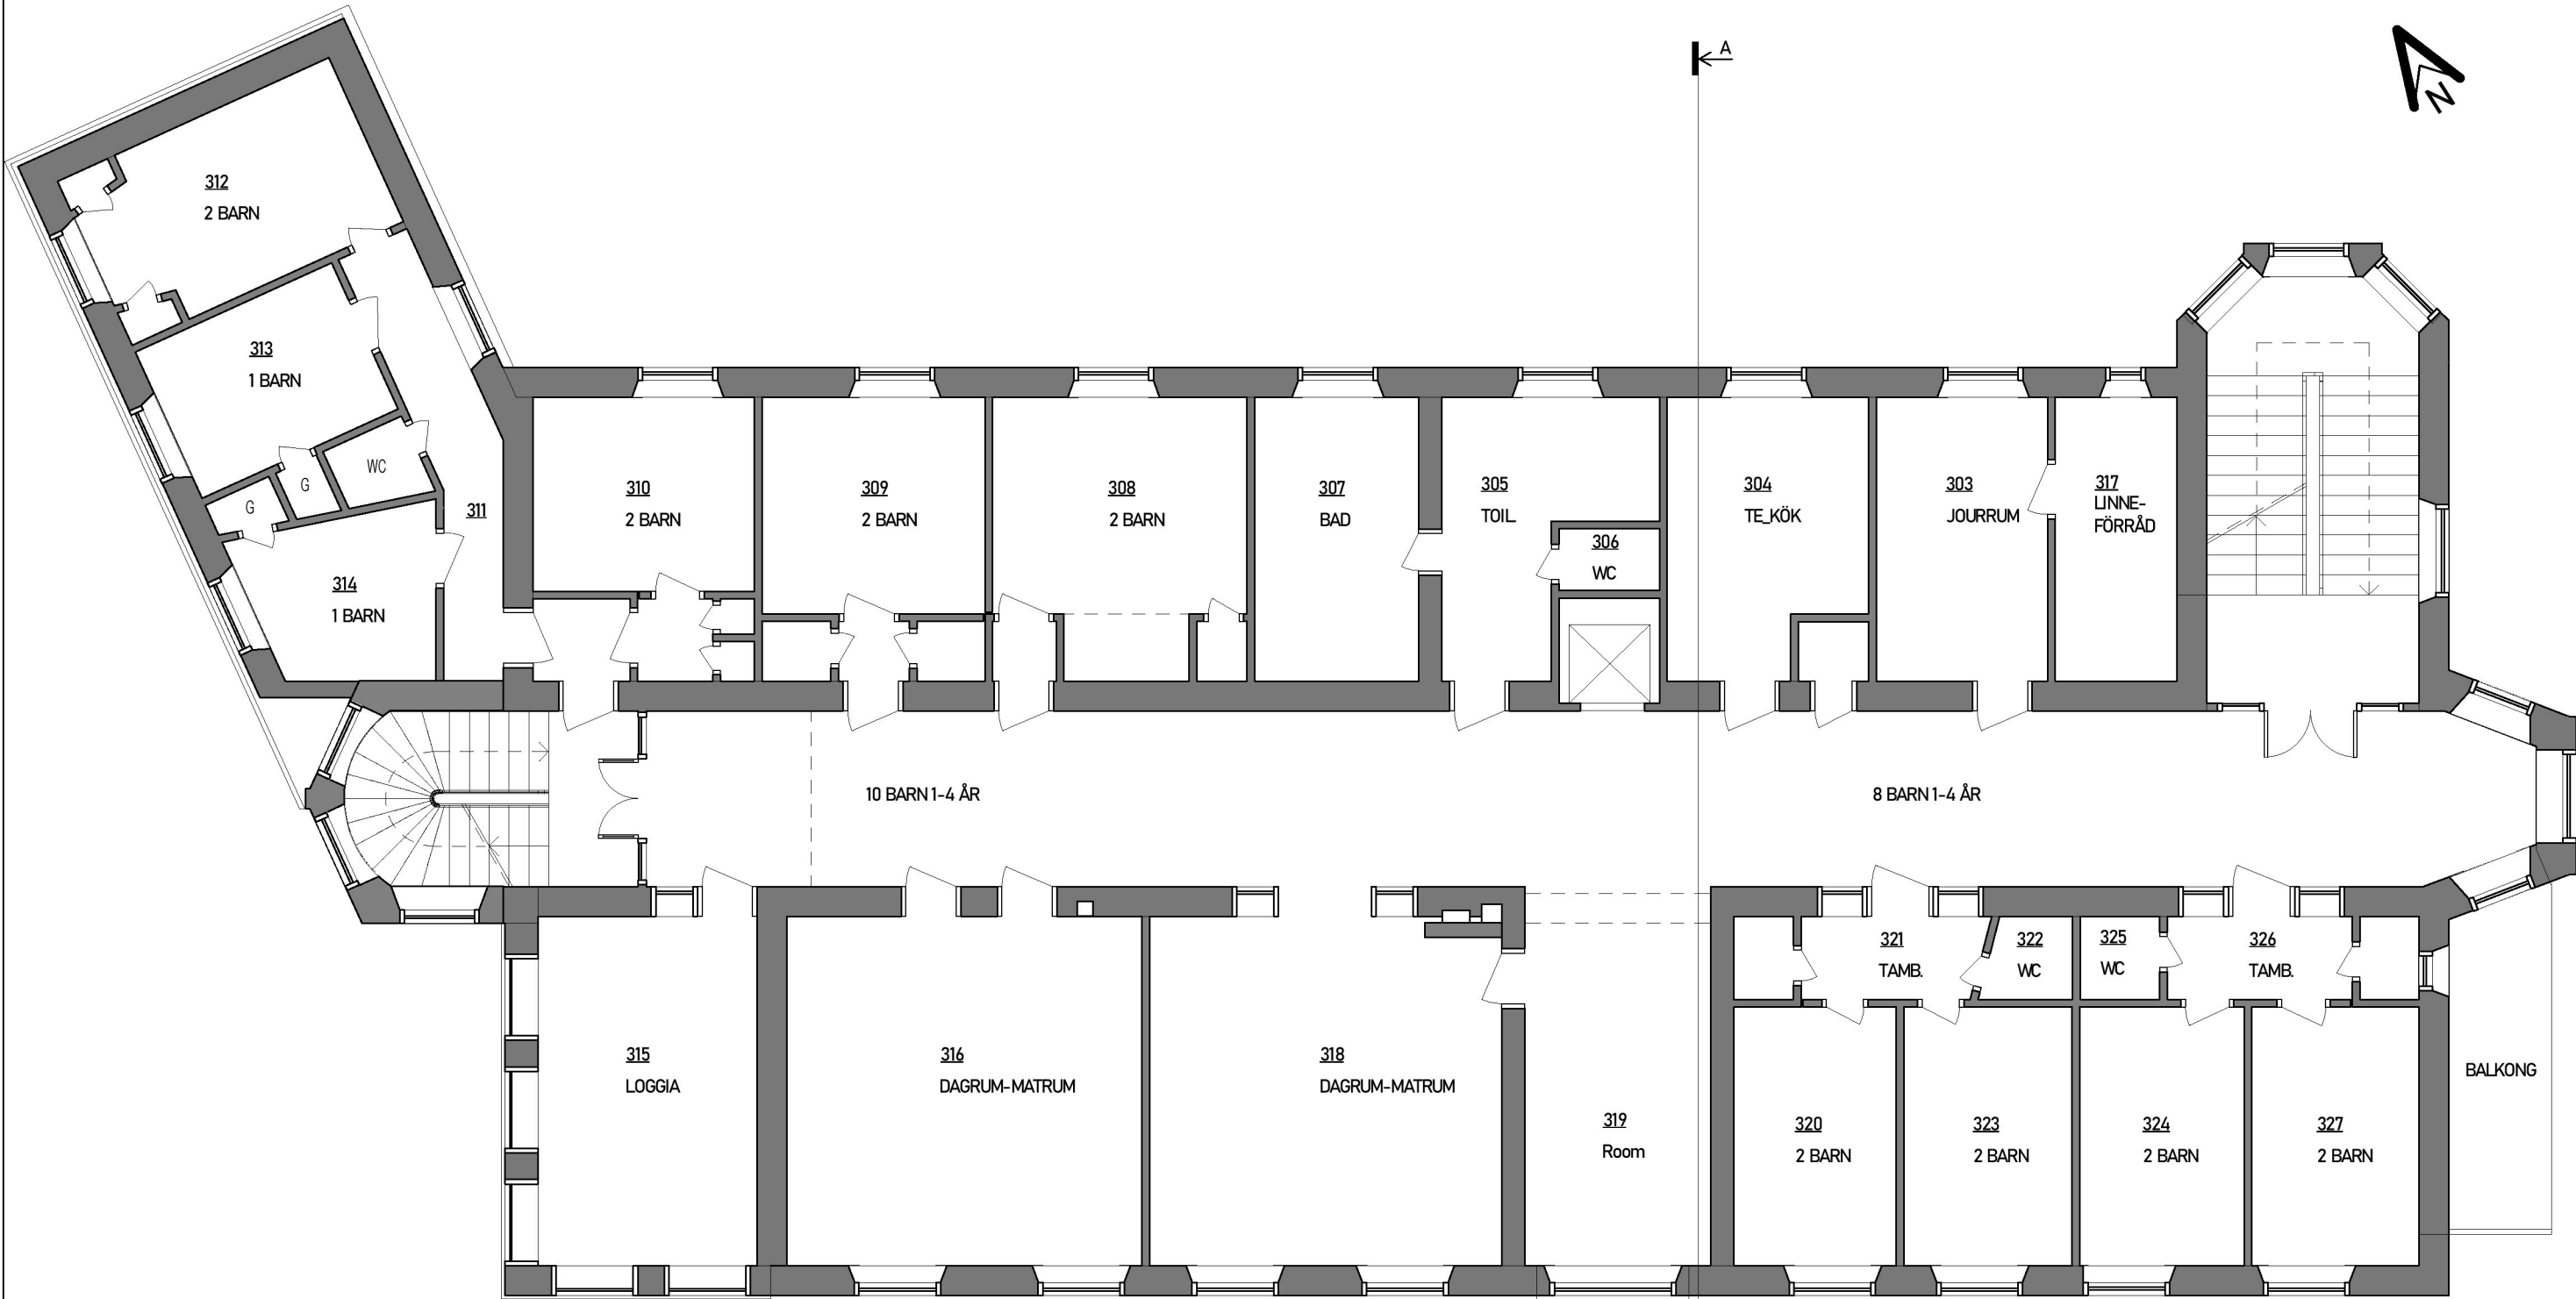 A
N
312
2 BARN
313
1 BARN
WC
G
G
311
314
1 BARN
310
2 BARN
309
2 BARN
308
2 BARN
307
BAD
305
TOIL
306
WC
304
TE_KÖK
303
JOURRUM
317
LINNE-
FÖRRÅD
10 BARN 1-4 ÅR
8 BARN 1-4 ÅR
315
LOGGIA
316
DAGRUM-MATRUM
318
DAGRUM-MATRUM
319
Room
321
TAMB.
322
WC
325
WC
326
TAMB.
320
2 BARN
323
2 BARN
324
2 BARN
327
2 BARN
BALKONG